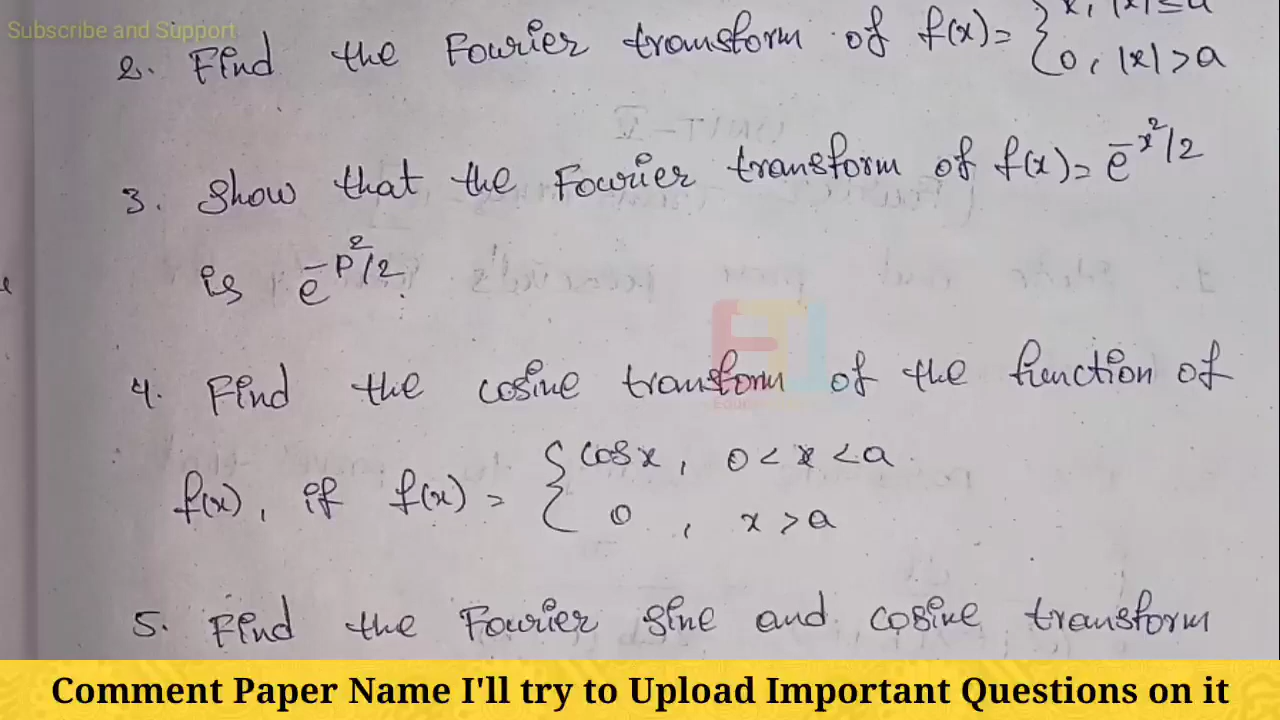 Subscribe and Support
x, |x| ≤ a
2. Find the Fourier transform of f(x) = {
0, |x| > a
3. Show that the Fourier transform of f(x) = e^-x²/2
is e^-p²/2.
4. Find the cosine transform of the function of
f(x), if f(x) = { cosx, 0 < x < a
0, x > a
5. Find the Fourier sine and cosine transform
Comment Paper Name I'll try to Upload Important Questions on it